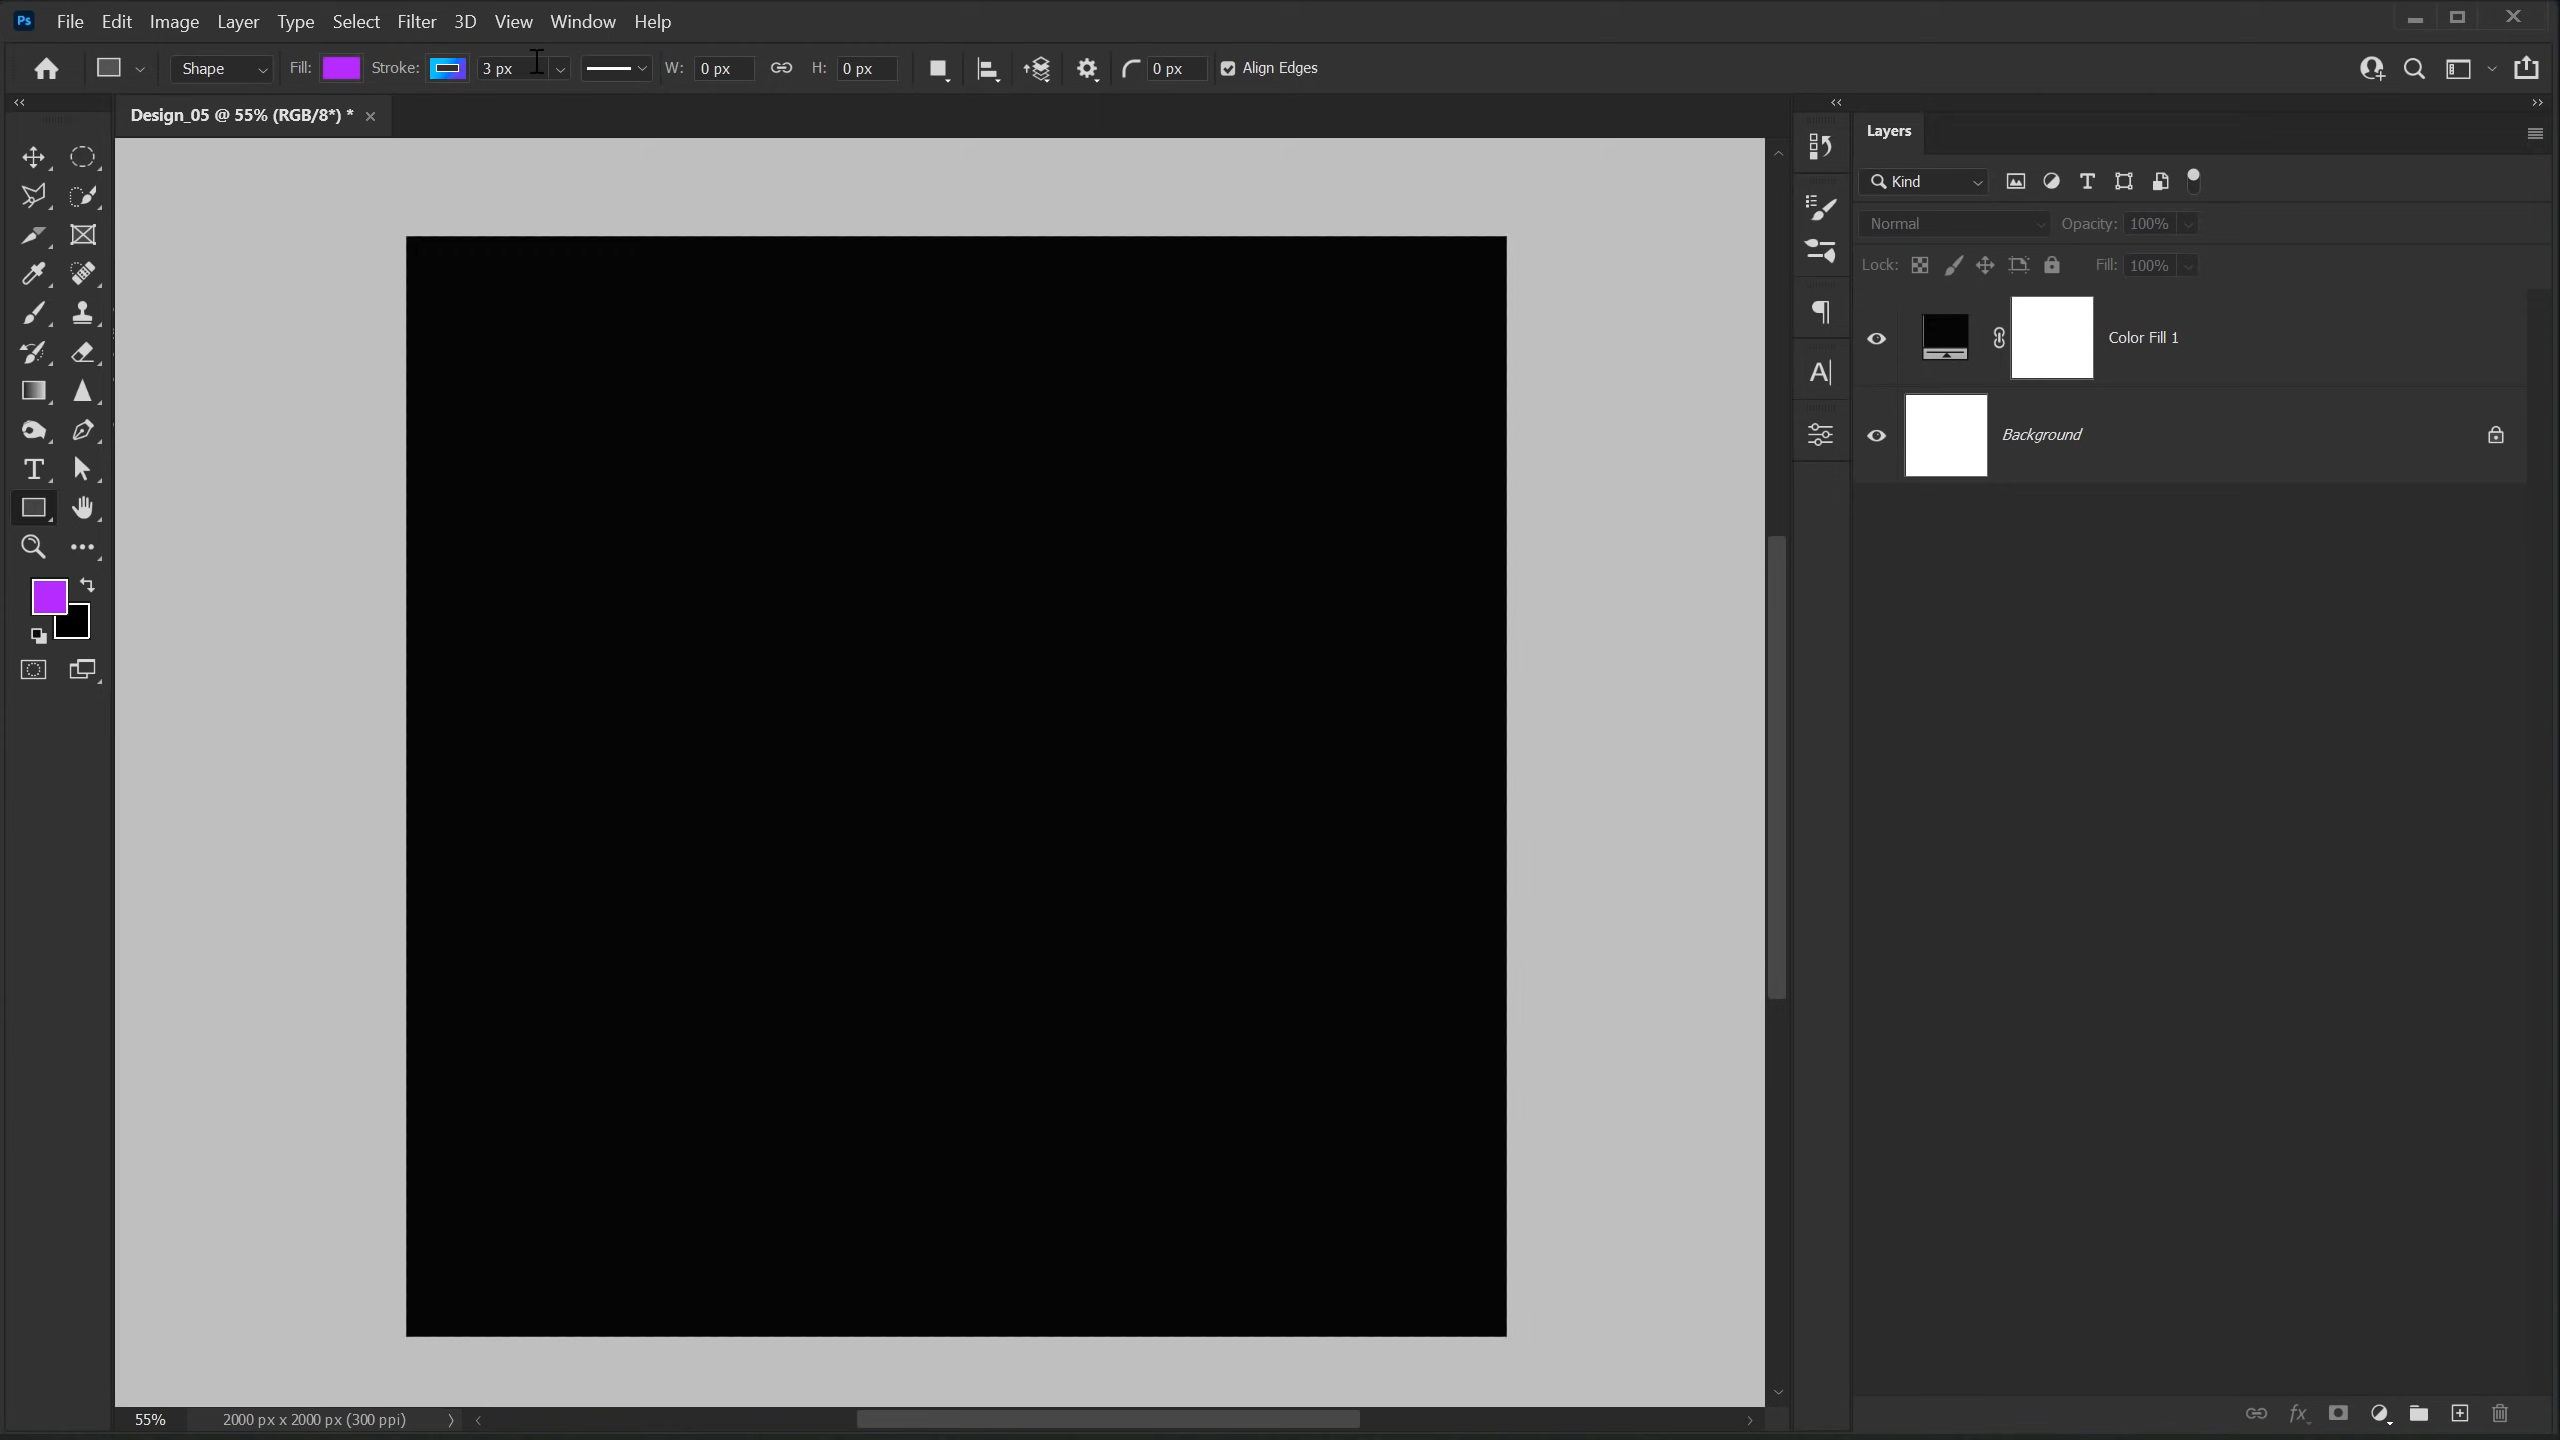 Ps File Edit Image Layer Type Select Filter 3D View Window Help
Shape Fill: Stroke: 3 px W: 0 px H: 0 px 0 px Align Edges
Design_05 @ 55% (RGB/8*) *
Layers
Kind
Normal Opacity: 100%
Lock: Fill: 100%
Color Fill 1
Background
55% 2000 px x 2000 px (300 ppi)